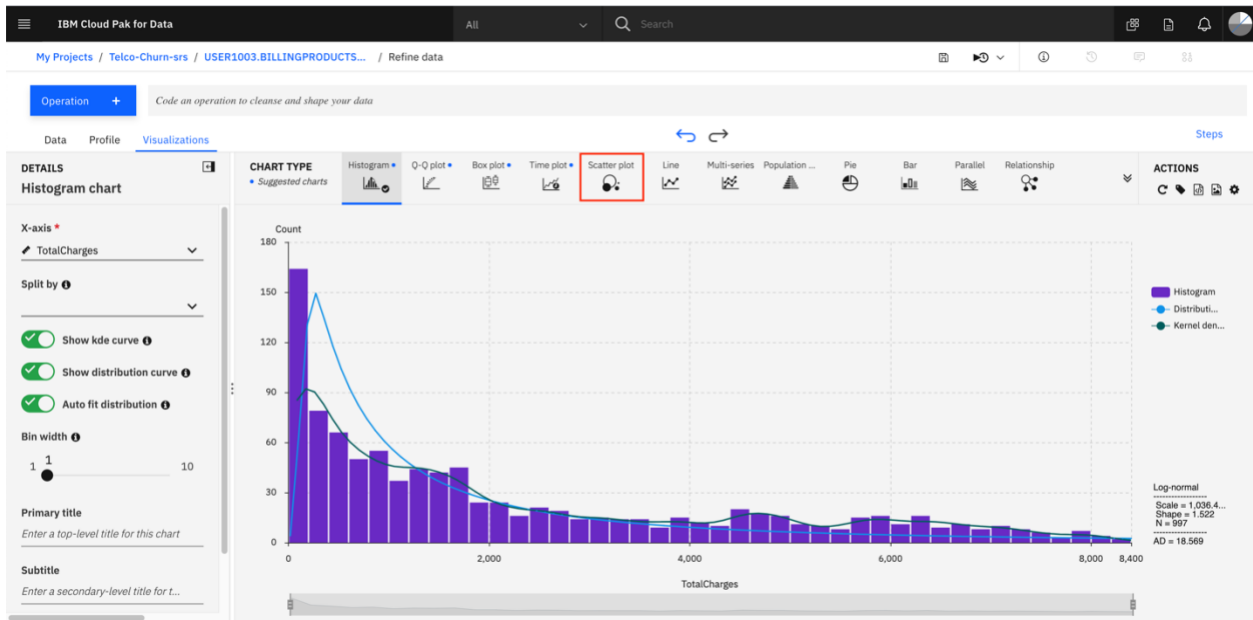 IBM Cloud Pak for Data
All
Search
My Projects / Telco-Churn-srs / USER1003.BILLINGPRODUCTS... / Refine data
Operation +
Code an operation to cleanse and shape your data
Data Profile Visualizations
Steps
DETAILS
Histogram chart
CHART TYPE
• Suggested charts
Histogram • Q-Q plot • Box plot • Time plot • Scatter plot Line Multi-series Population ... Pie Bar Parallel Relationship
ACTIONS
X-axis *
TotalCharges
Split by
Show kde curve
Show distribution curve
Auto fit distribution
Bin width
1 1 10
Primary title
Enter a top-level title for this chart
Subtitle
Enter a secondary-level title for t...
Count
180
150
120
90
60
30
0
0 2,000 4,000 6,000 8,000 8,400
TotalCharges
Histogram
Distributi...
Kernel den...
Log-normal
Scale = 1,036.4...
Shape = 1.522
N = 997
AD = 18.569